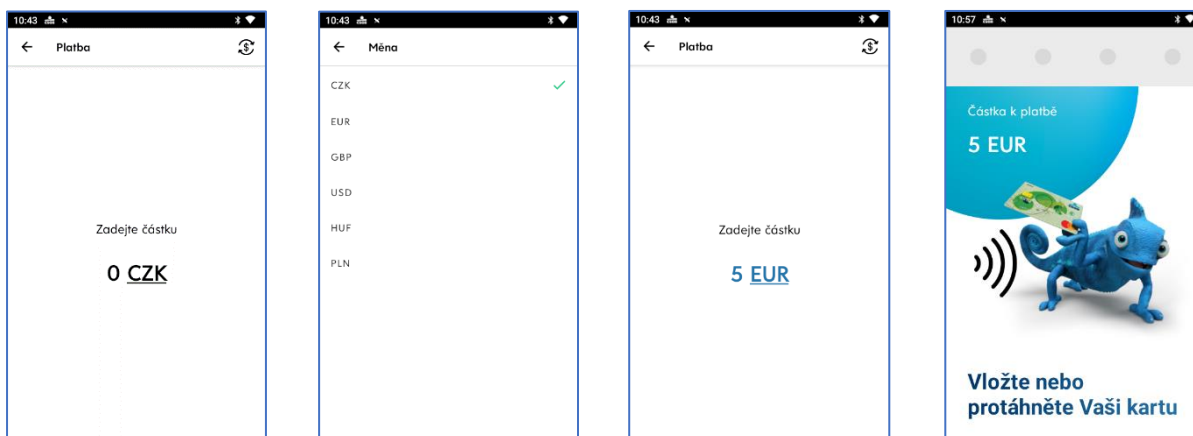 10:43
Platba
Zadejte částku
0 CZK
10:43
Měna
CZK
EUR
GBP
USD
HUF
PLN
10:43
Platba
Zadejte částku
5 EUR
10:57
Částka k platbě
5 EUR
Vložte nebo
protáhněte Vaši kartu